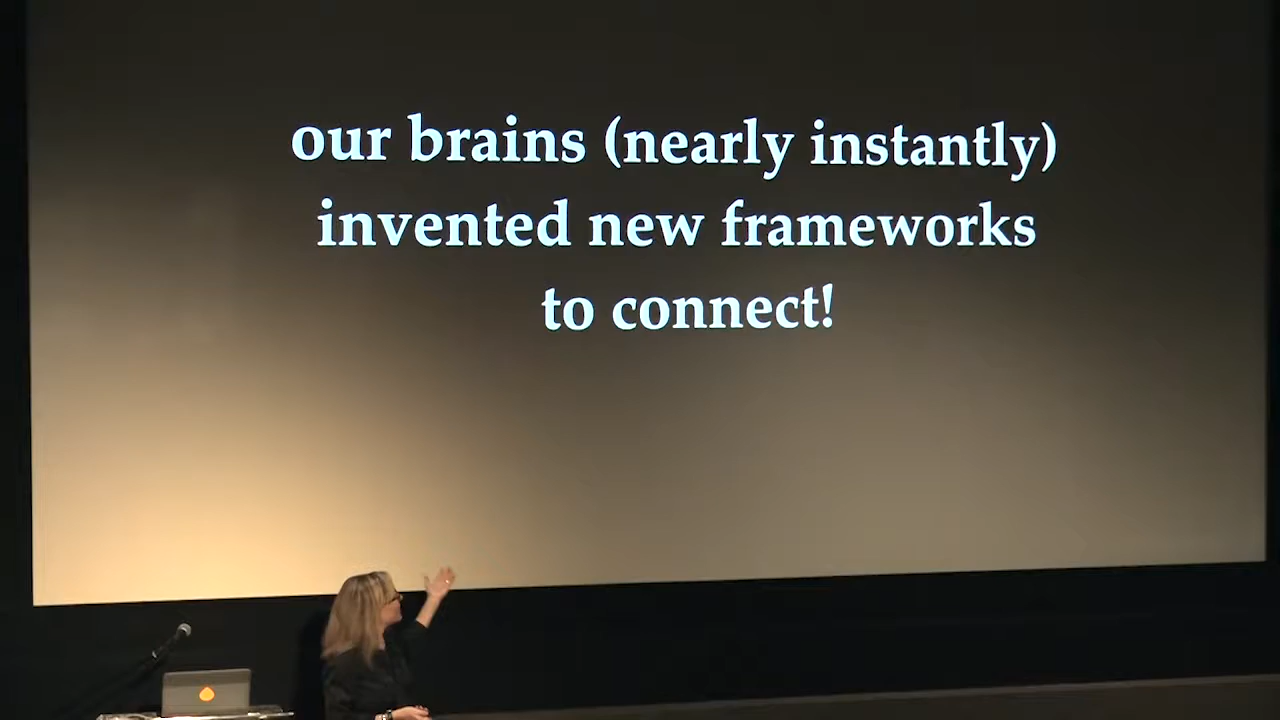 our brains (nearly instantly)
invented new frameworks
to connect!